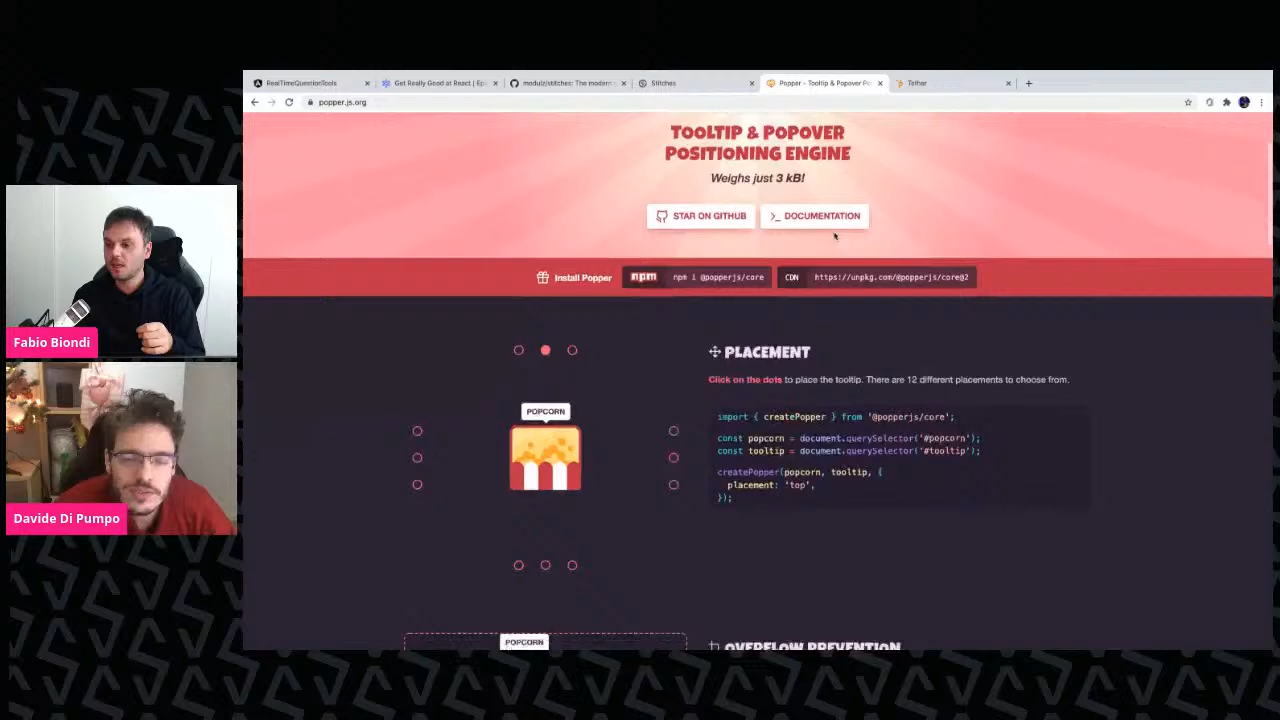 RealTimeQuestionTools
Get Really Good at React | Ep
modulz/stitches: The modern
Stitches
Popper - Tooltip & Popover Po
Tether
popper.js.org
TOOLTIP & POPOVER
POSITIONING ENGINE
Weighs just 3 kB!
STAR ON GITHUB
>_ DOCUMENTATION
Install Popper
npm
npm i @popperjs/core
CDN
https://unpkg.com/@popperjs/core@2
PLACEMENT
Click on the dots to place the tooltip. There are 12 different placements to choose from.
POPCORN
import { createPopper } from '@popperjs/core';
const popcorn = document.querySelector('#popcorn');
const tooltip = document.querySelector('#tooltip');
createPopper(popcorn, tooltip, {
placement: 'top',
});
POPCORN
OVERFLOW PREVENTION
Fabio Biondi
Davide Di Pumpo